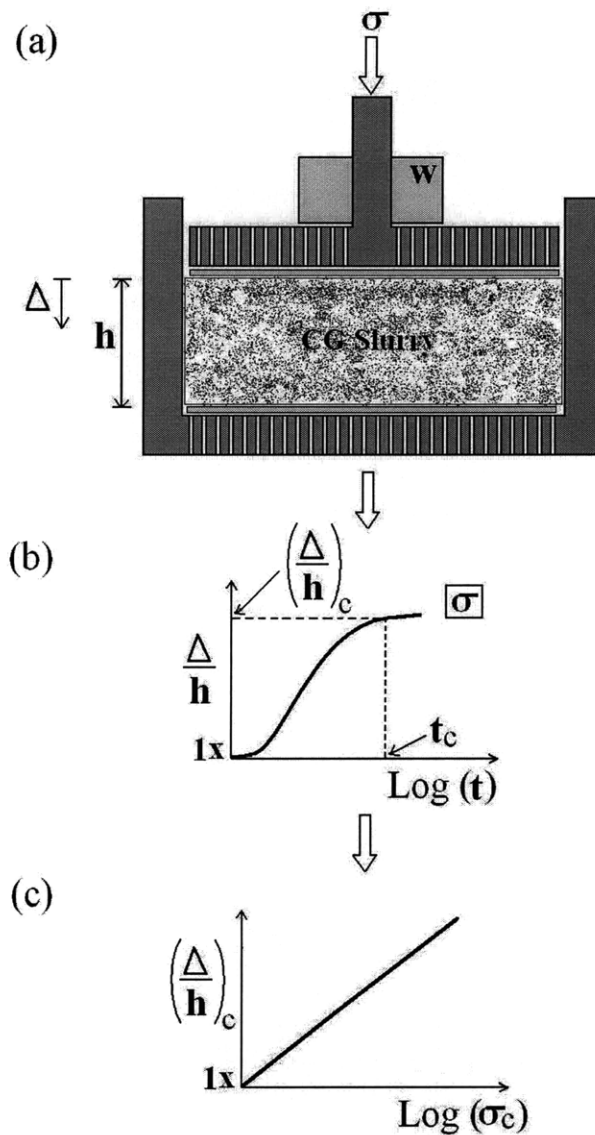 (a)
σ
w
Δ
h
CG Slurry
(b)
(Δ/h)c
σ
Δ/h
tc
1x
Log (t)
(c)
(Δ/h)c
1x
Log (σc)